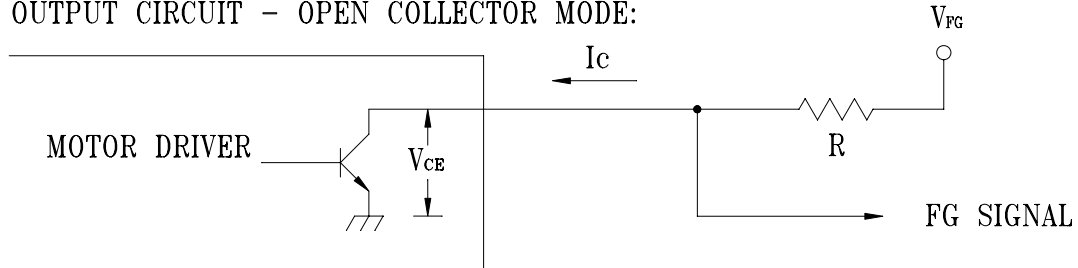 OUTPUT CIRCUIT - OPEN COLLECTOR MODE:
VFG
Ic
MOTOR DRIVER
VCE
R
FG SIGNAL